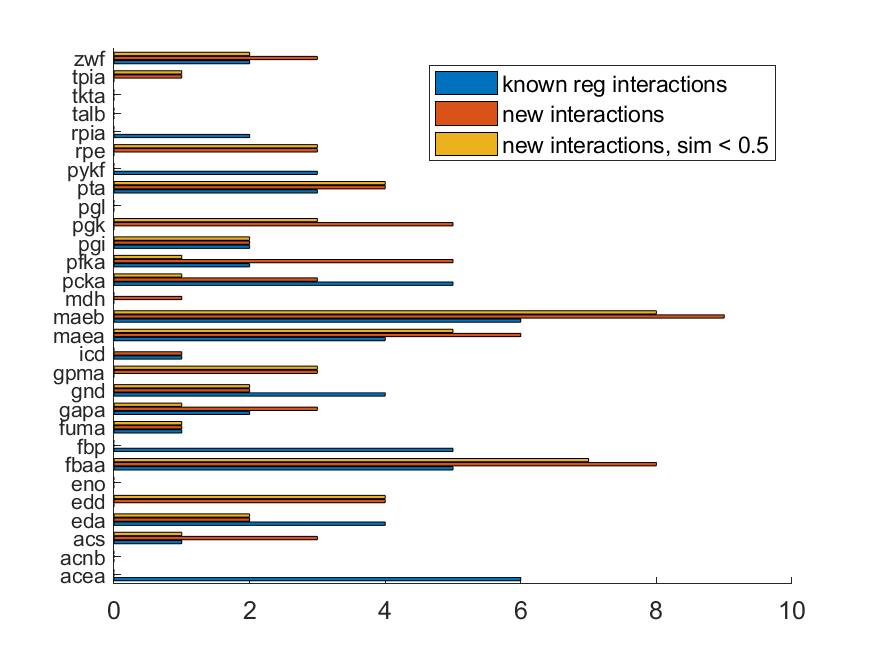 zwf
tpia
tkta
talb
rpia
rpe
pykf
pta
pgl
pgk
pgi
pfka
pcka
mdh
maeb
maea
icd
gpma
gnd
gapa
fuma
fbp
fbaa
eno
edd
eda
acs
acnb
acea
known reg interactions
new interactions
new interactions, sim < 0.5
0 2 4 6 8 10